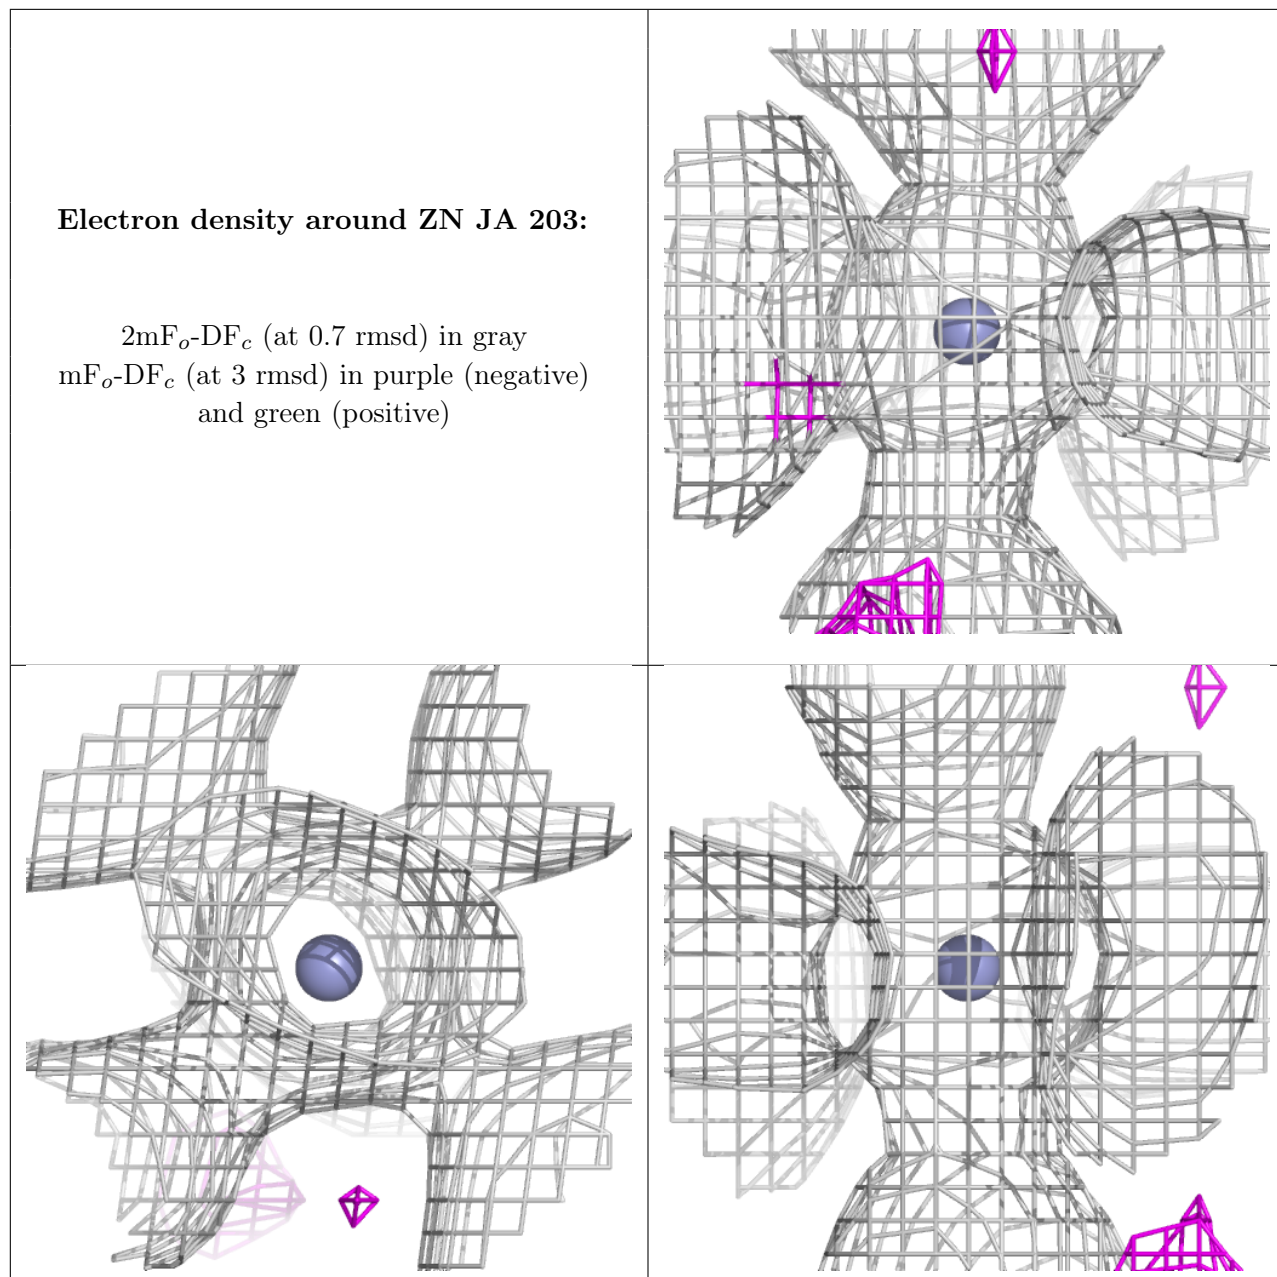 Electron density around ZN JA 203:
2mFo-DFc (at 0.7 rmsd) in gray
mFo-DFc (at 3 rmsd) in purple (negative)
and green (positive)